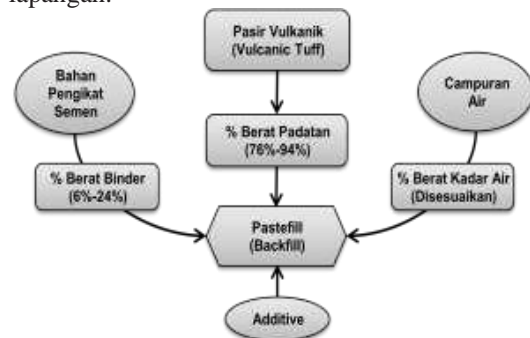 lapangan.
Pasir Vulkanik
(Vulcanic Tuff)
Bahan
Pengikat
Semen
Campuran
Air
% Berat Padatan
(76%-94%)
% Berat Binder
(6%-24%)
% Berat Kadar Air
(Disesuaikan)
Pastefill
(Backfill)
Additive